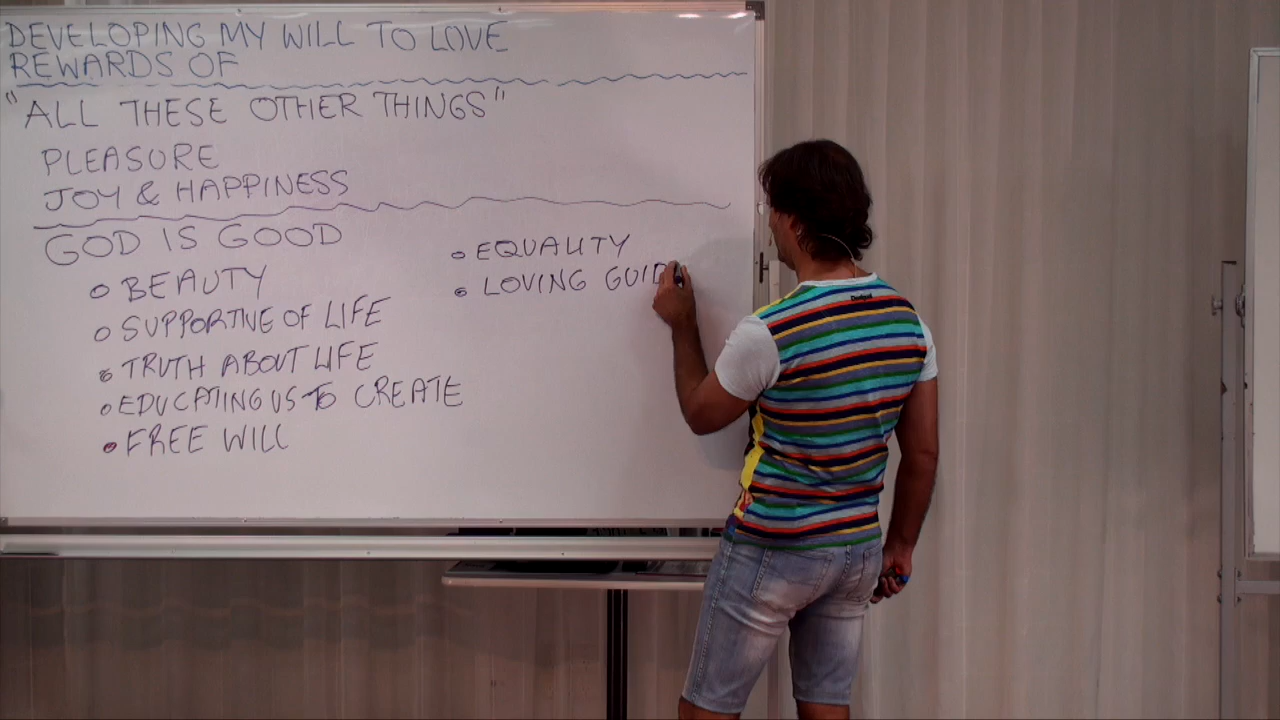 DEVELOPING MY WILL TO LOVE
REWARDS OF
"ALL THESE OTHER THINGS"
PLEASURE
JOY & HAPPINESS
GOD IS GOOD
BEAUTY
SUPPORTIVE OF LIFE
TRUTH ABOUT LIFE
EDUCATING US TO CREATE
FREE WILL
EQUALITY
LOVING GUID